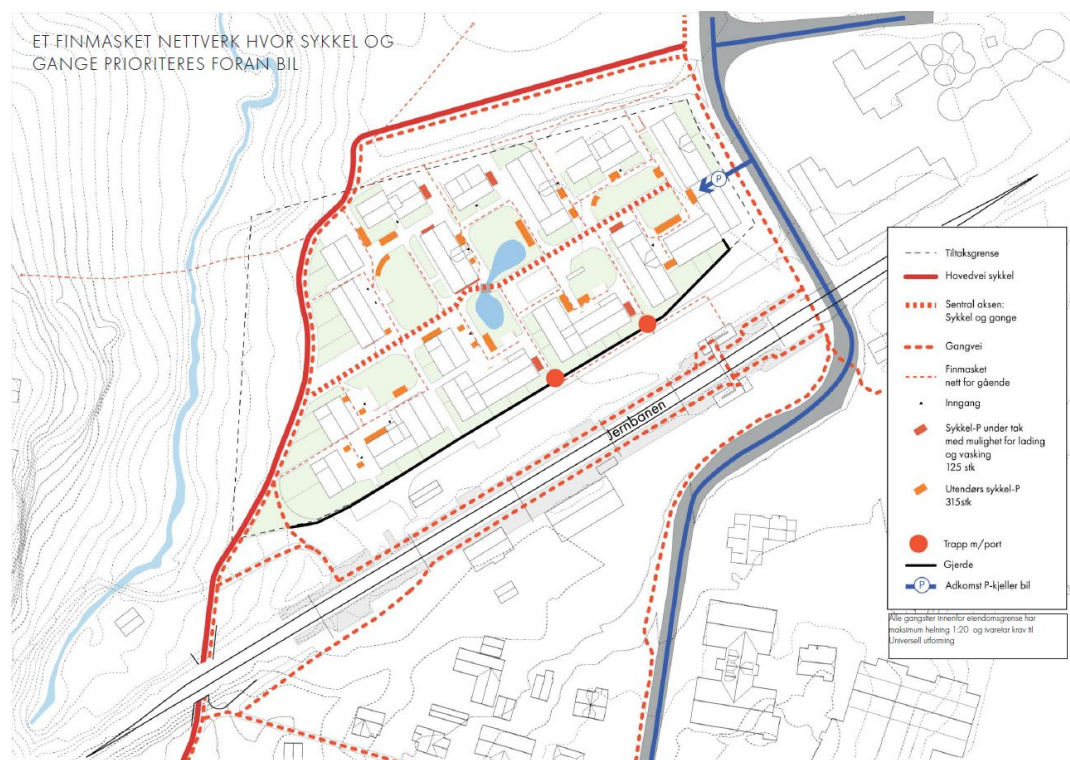 ET FINMASKET NETTVERK HVOR SYKKEL OG
GANGE PRIORITERES FORAN BIL
P
Jernbanen
Tiltaksgrense
Hovedvei sykkel
Sentral aksen:
Sykkel og gange
Gangvei
Finmasket
nett for gående
Inngang
Sykkel-P under tak
med mulighet for lading
og vasking
125 stk
Utendørs sykkel-P
315stk
Trapp m/port
Gjerde
P
Adkomst P-kjeller bil
Alle gangstier innenfor eiendomsgrense har
maksimum helning 1:20 og ivaretar krav til
Universell utforming